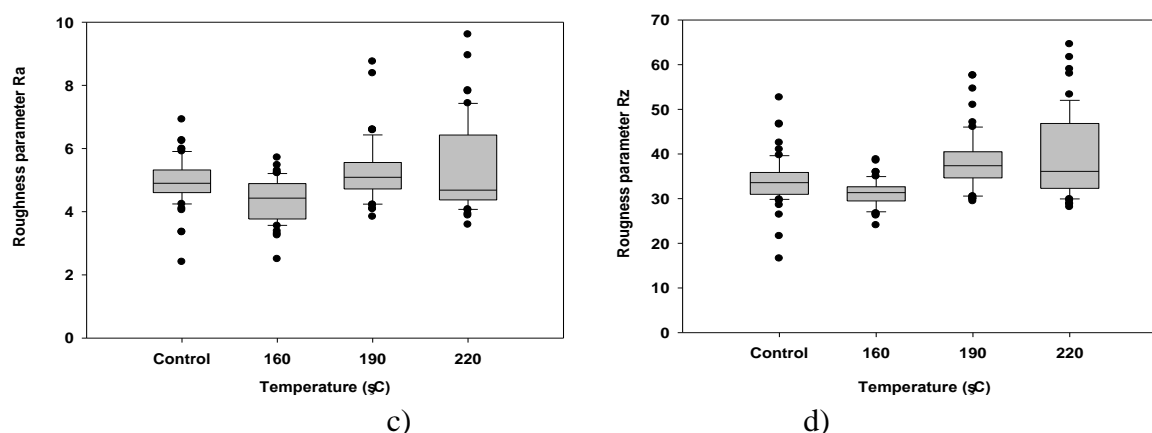 Roughness parameter Ra
10
8
6
4
2
0
Control 160 190 220
Temperature (şC)
c)
Rougness parameter Rz
70
60
50
40
30
20
10
0
Control 160 190 220
Temperature (şC)
d)